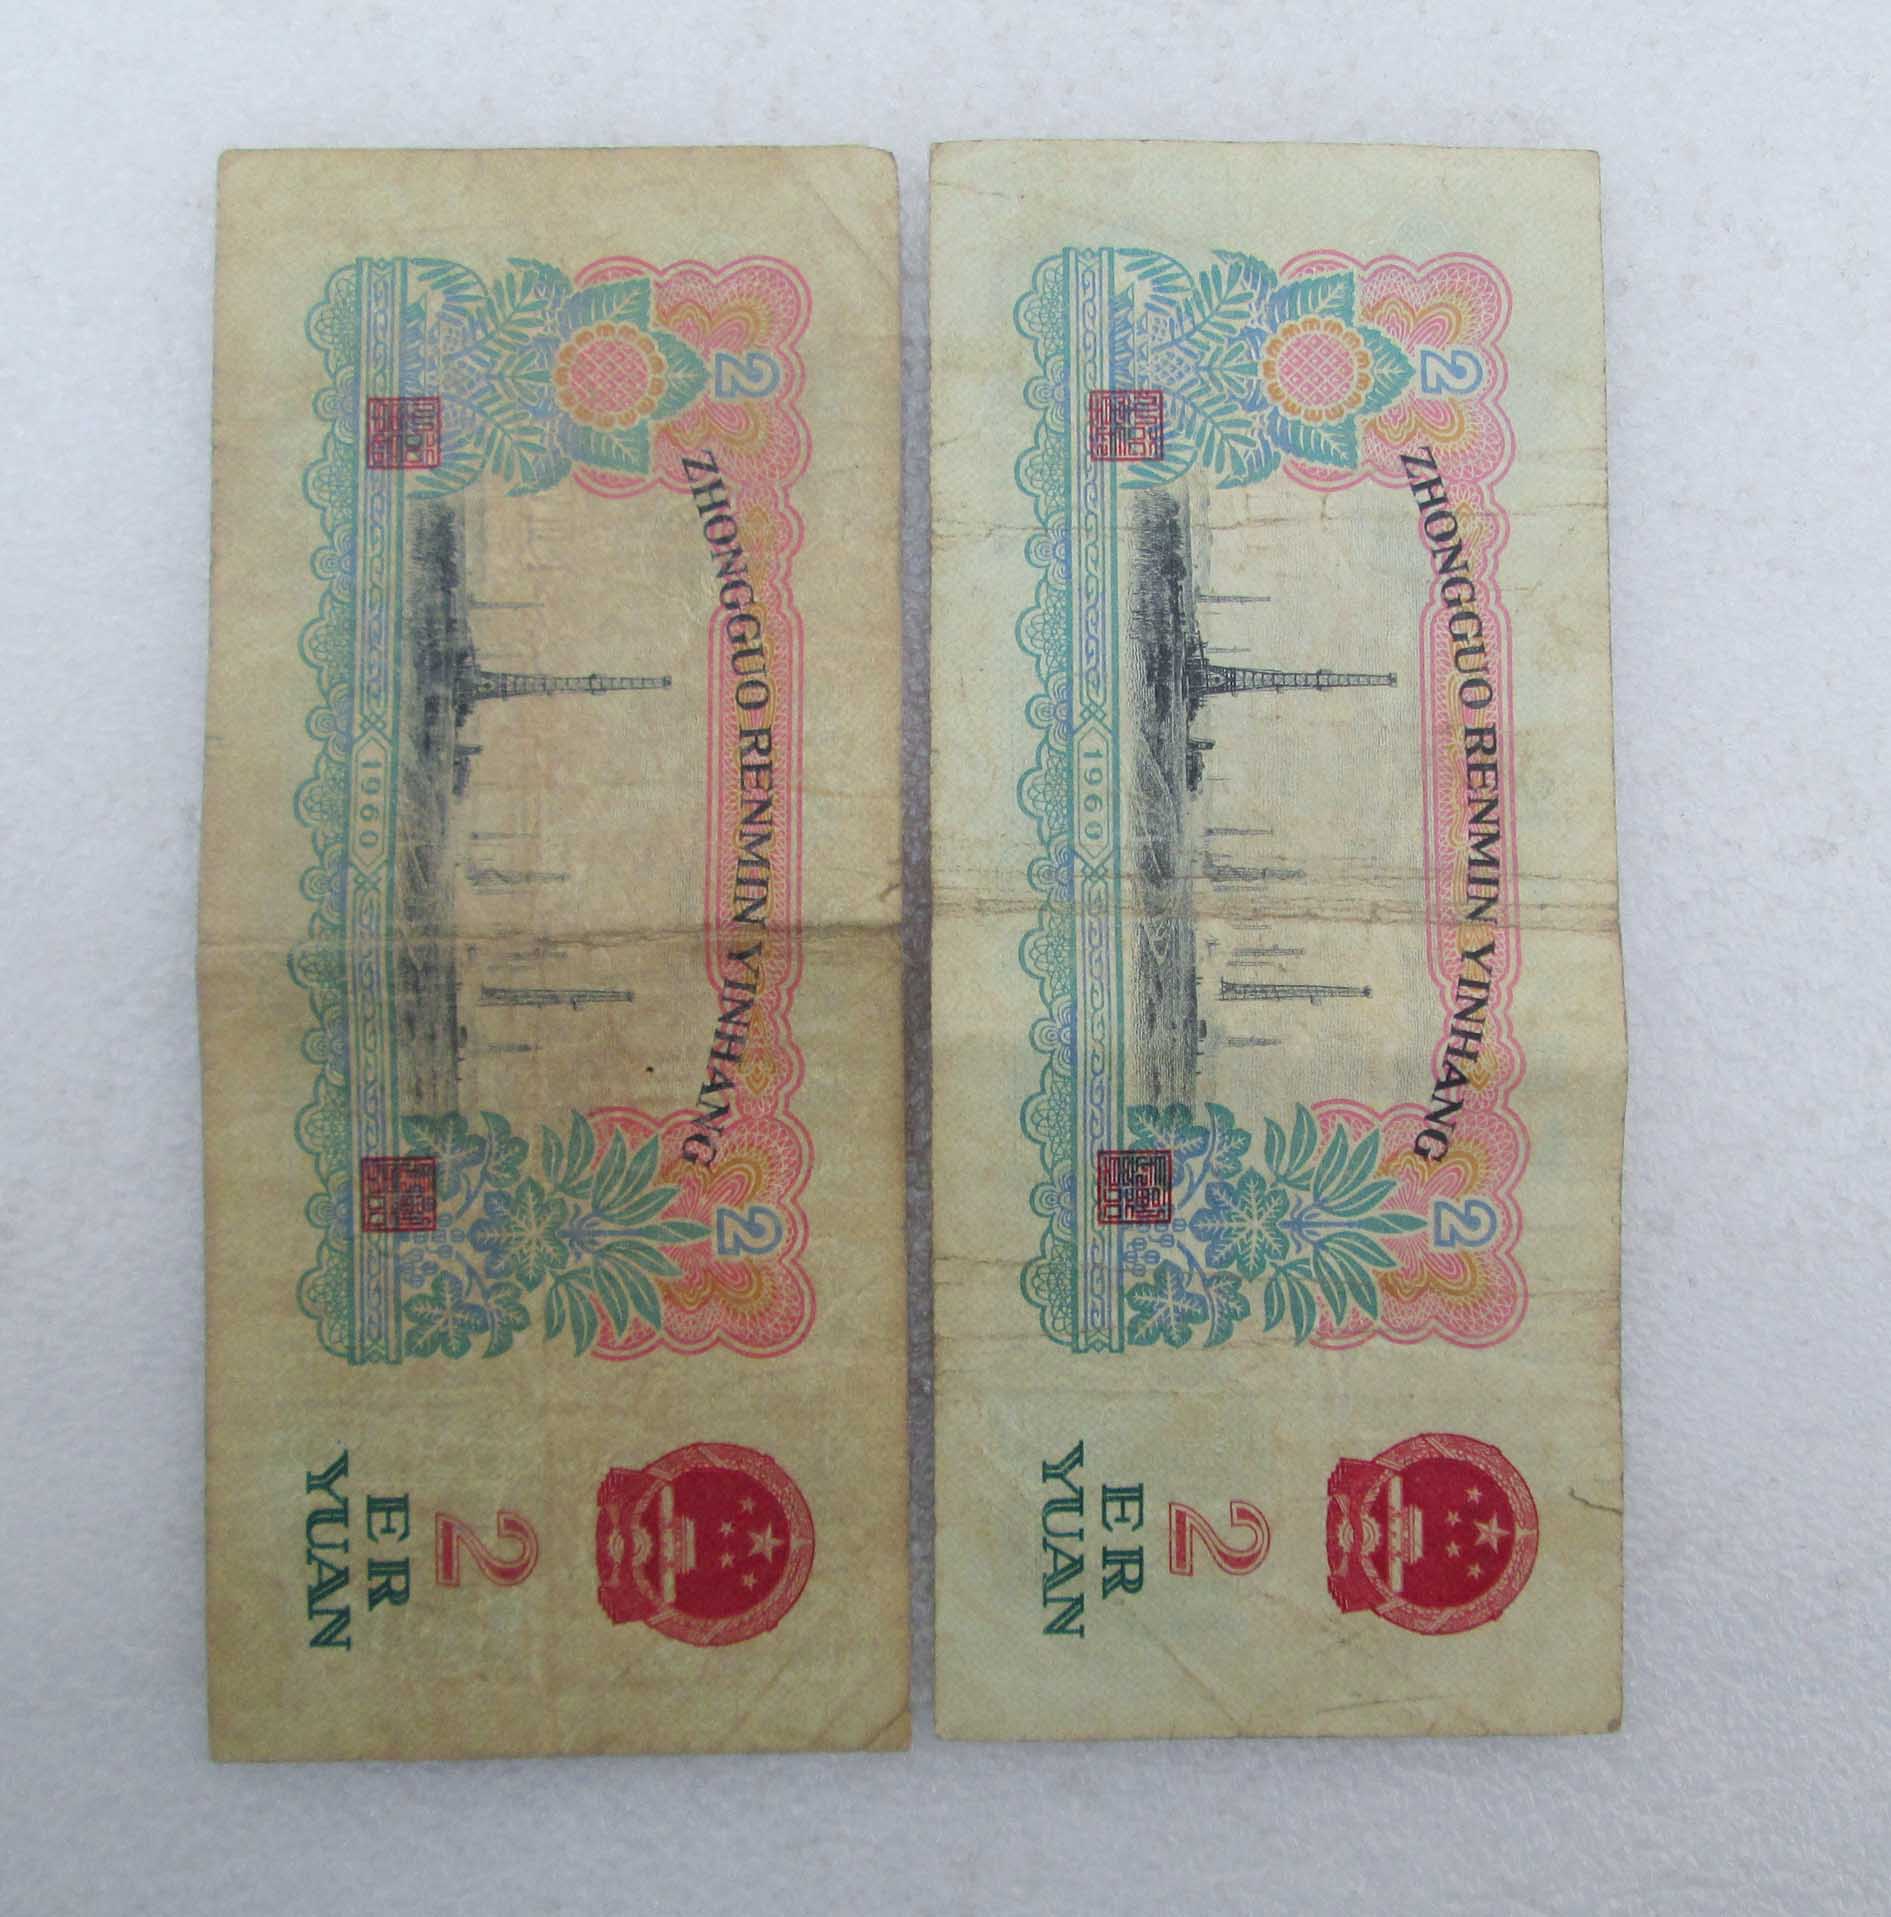 2
2
ZHONGGUO RENMIN YINHANG
1960
2
ER
YUAN
2
2
ZHONGGUO RENMIN YINHANG
1960
2
ER
YUAN